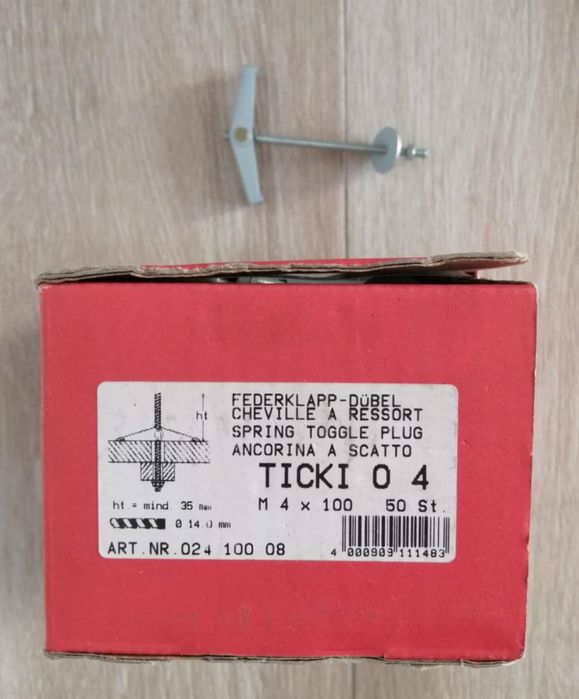 FEDERKLAPP-DÜBEL
CHEVILLE A RESSORT
SPRING TOGGLE PLUG
ANCORINA A SCATTO
TICKI O 4
M 4 x 100 50 St.
ht
ht. = mind. 35 mm
Ø 14.0 mm
ART.NR.024 100 08
4 000909 111483